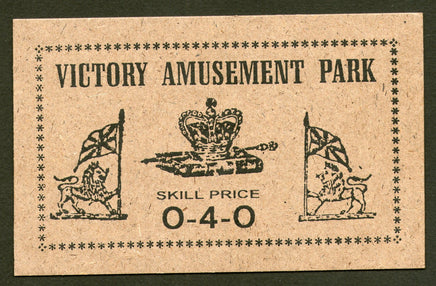 VICTORY AMUSEMENT PARK
SKILL PRICE
0-4-0